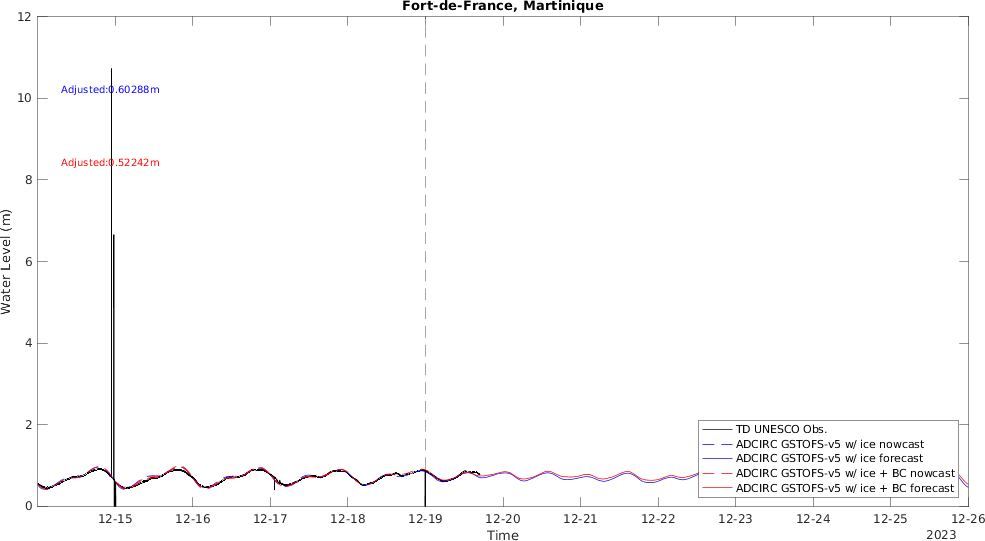 Fort-de-France, Martinique
12
10
8
6
4
2
0
Water Level (m)
Adjusted:0.60288m
Adjusted:0.52242m
TD UNESCO Obs.
ADCIRC GSTOFS-v5 w/ ice nowcast
ADCIRC GSTOFS-v5 w/ ice forecast
ADCIRC GSTOFS-v5 w/ ice + BC nowcast
ADCIRC GSTOFS-v5 w/ ice + BC forecast
12-15 12-16 12-17 12-18 12-19 12-20 12-21 12-22 12-23 12-24 12-25 12-26
Time
2023